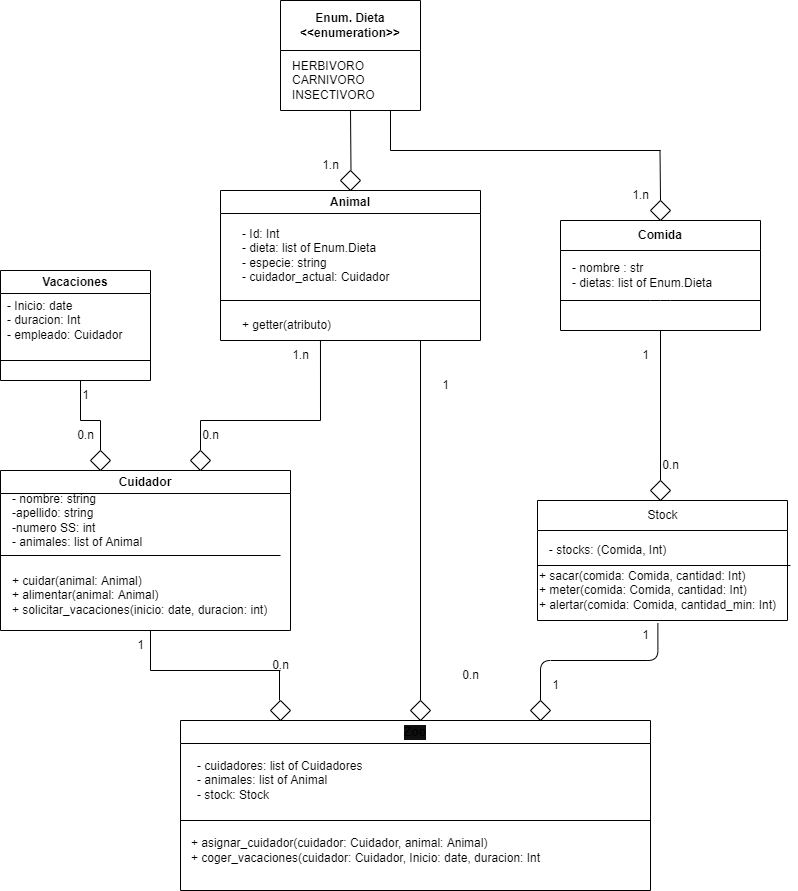 Enum. Dieta
<<enumeration>>
HERBIVORO
CARNIVORO
INSECTIVORO
1.n
1.n
Animal
- Id: Int
- dieta: list of Enum.Dieta
- especie: string
- cuidador_actual: Cuidador
+ getter(atributo)
Comida
- nombre : str
- dietas: list of Enum.Dieta
Vacaciones
- Inicio: date
- duracion: Int
- empleado: Cuidador
1.n
1
1
1
0.n
0.n
0.n
Cuidador
- nombre: string
-apellido: string
-numero SS: int
- animales: list of Animal
+ cuidar(animal: Animal)
+ alimentar(animal: Animal)
+ solicitar_vacaciones(inicio: date, duracion: int)
Stock
- stocks: (Comida, Int)
+ sacar(comida: Comida, cantidad: Int)
+ meter(comida: Comida, cantidad: Int)
+ alertar(comida: Comida, cantidad_min: Int)
1
1
0.n
0.n
1
Zoo
- cuidadores: list of Cuidadores
- animales: list of Animal
- stock: Stock
+ asignar_cuidador(cuidador: Cuidador, animal: Animal)
+ coger_vacaciones(cuidador: Cuidador, Inicio: date, duracion: Int